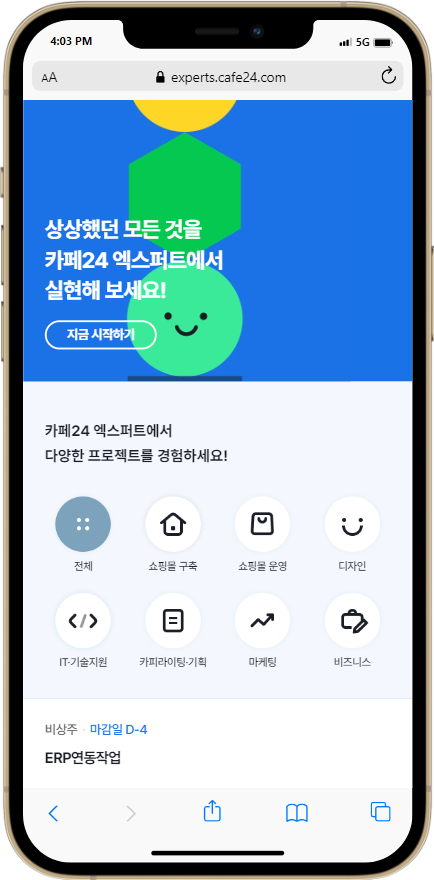 4:03 PM
5G
AA
experts.cafe24.com
상상했던 모든 것을
카페24 엑스퍼트에서
실현해 보세요!
지금 시작하기
카페24 엑스퍼트에서
다양한 프로젝트를 경험하세요!
전체
쇼핑몰 구축
쇼핑몰 운영
디자인
IT·기술지원
카피라이팅·기획
마케팅
비즈니스
비상주 · 마감일 D-4
ERP연동작업